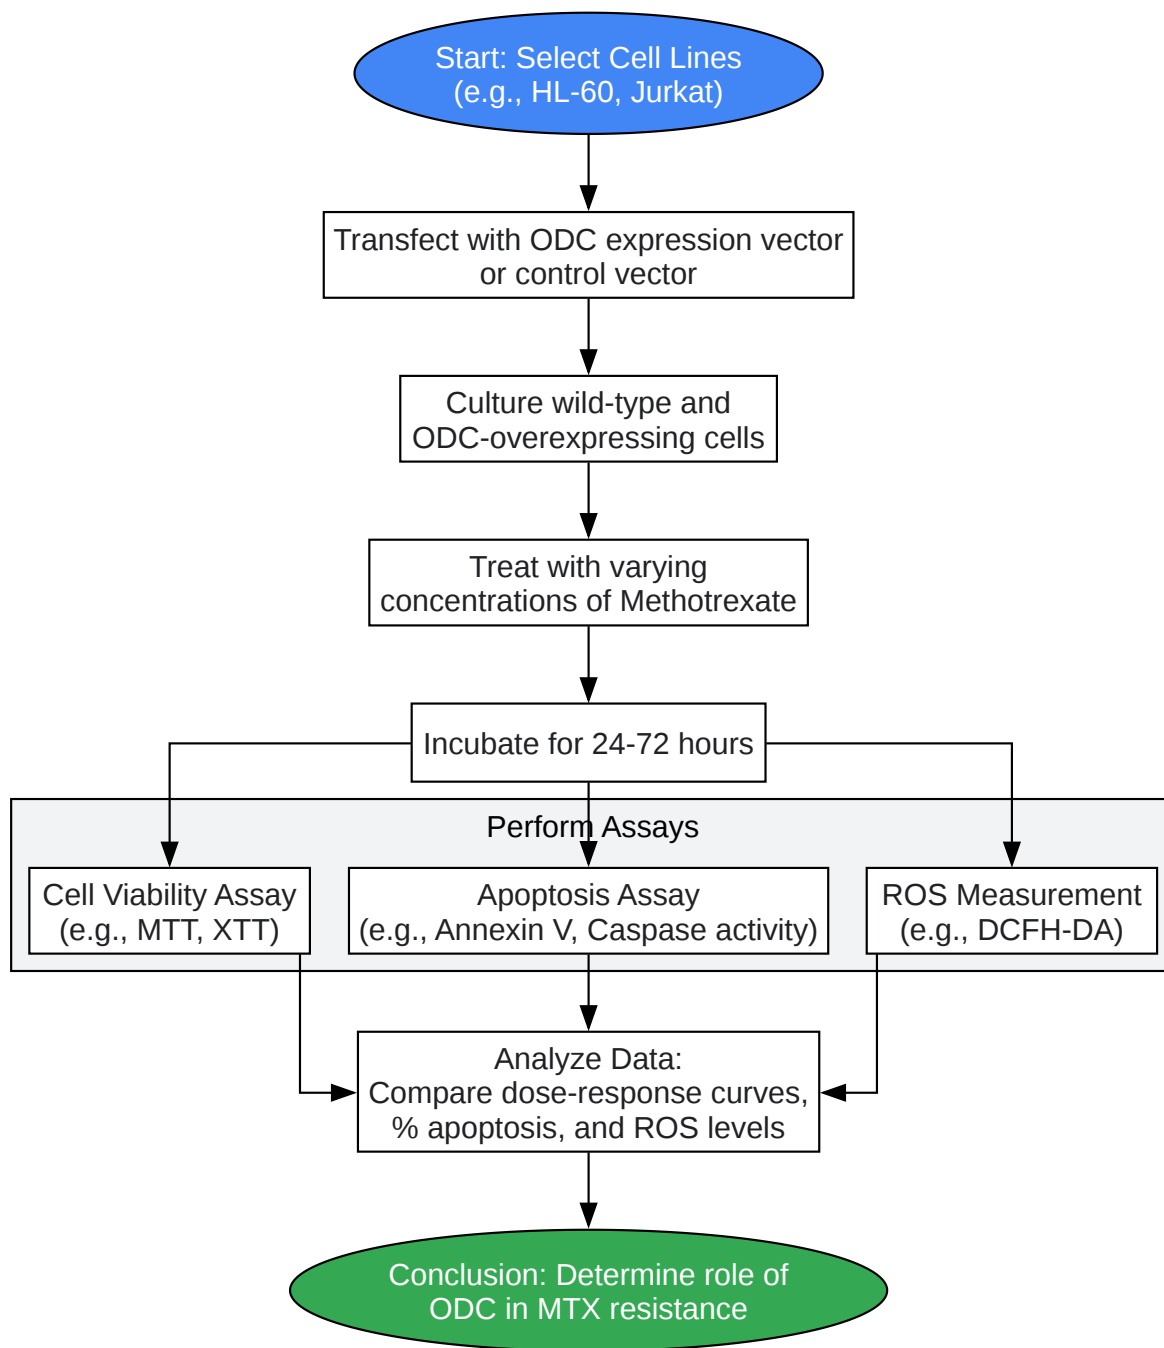 Start: Select Cell Lines
(e.g., HL-60, Jurkat)
Transfect with ODC expression vector
or control vector
Culture wild-type and
ODC-overexpressing cells
Treat with varying
concentrations of Methotrexate
Incubate for 24-72 hours
Perform Assays
Cell Viability Assay
(e.g., MTT, XTT)
Apoptosis Assay
(e.g., Annexin V, Caspase activity)
ROS Measurement
(e.g., DCFH-DA)
Analyze Data:
Compare dose-response curves,
% apoptosis, and ROS levels
Conclusion: Determine role of
ODC in MTX resistance